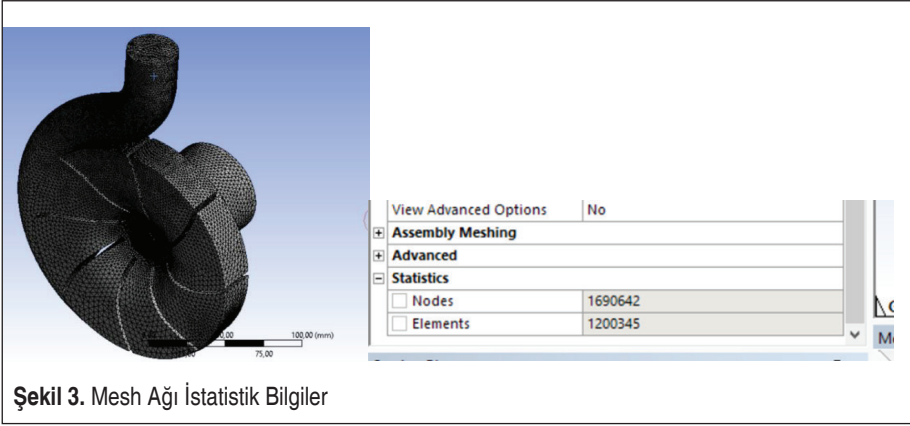 100,00 (mm)
75,00
View Advanced Options No
Assembly Meshing
Advanced
Statistics
Nodes 1690642
Elements 1200345
Şekil 3. Mesh Ağı İstatistik Bilgiler